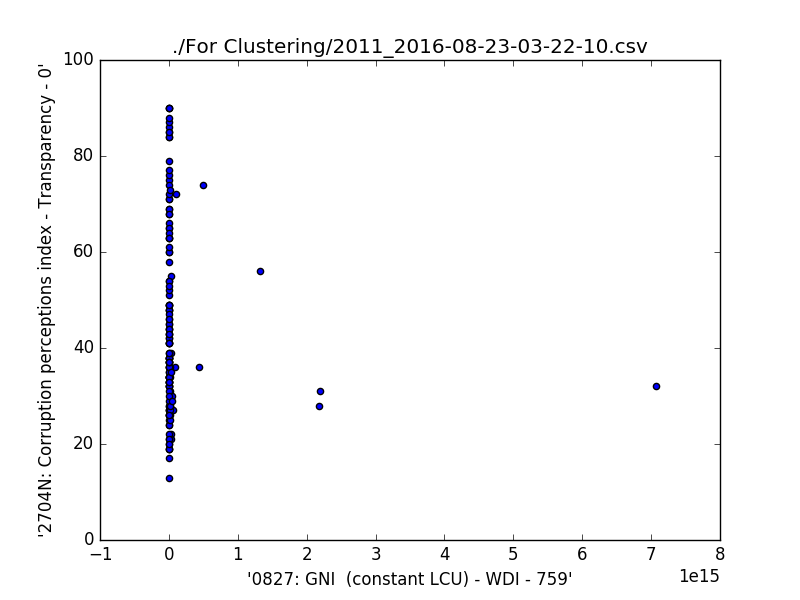 ./For Clustering/2011_2016-08-23-03-22-10.csv
100
80
60
40
20
0
'2704N: Corruption perceptions index - Transparency - 0'
−1 0 1 2 3 4 5 6 7 8
1e15
'0827: GNI  (constant LCU) - WDI - 759'